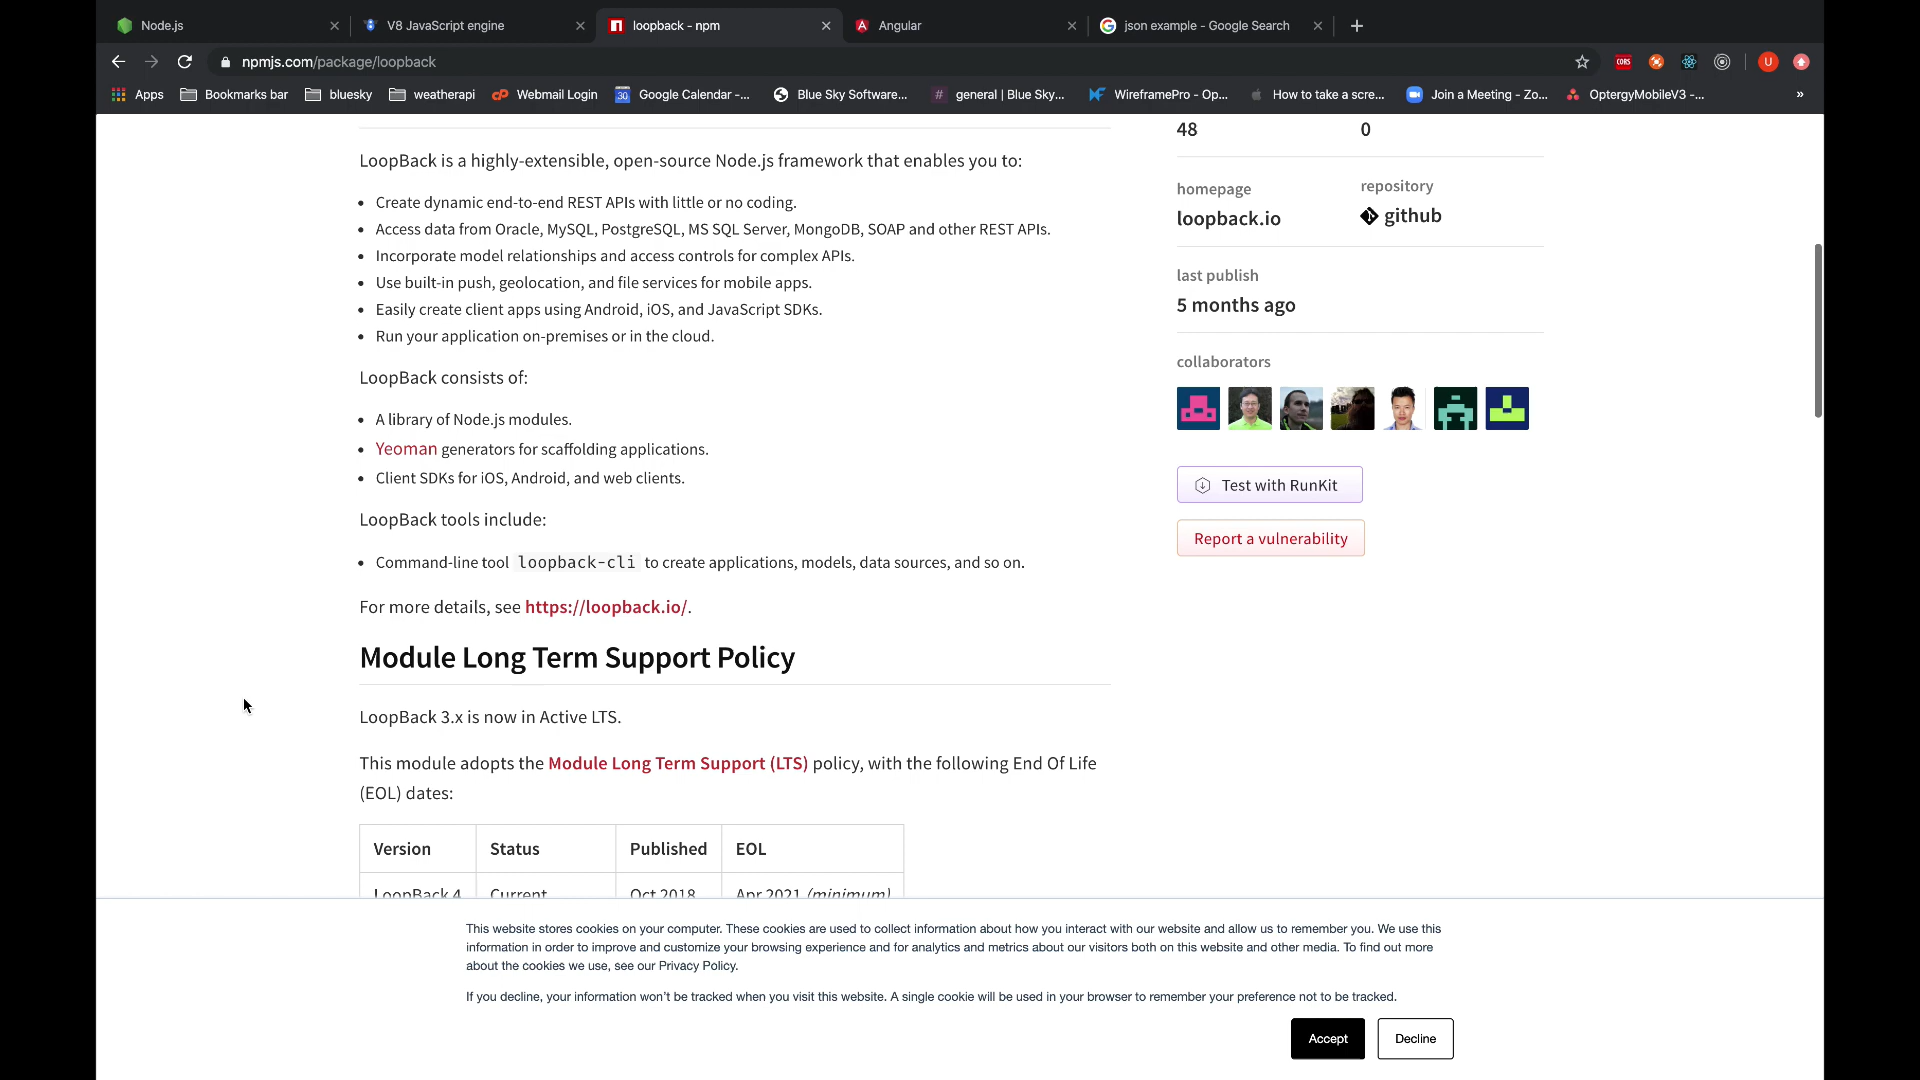 Node.js
V8 JavaScript engine
loopback - npm
Angular
json example - Google Search
npmjs.com/package/loopback
CORS
U
Apps
Bookmarks bar
bluesky
weatherapi
cP Webmail Login
30 Google Calendar -...
Blue Sky Software...
# general | Blue Sky...
WireframePro - Op...
How to take a scre...
Join a Meeting - Zo...
OptergyMobileV3 -...
»
48
0
LoopBack is a highly-extensible, open-source Node.js framework that enables you to:
• Create dynamic end-to-end REST APIs with little or no coding.
• Access data from Oracle, MySQL, PostgreSQL, MS SQL Server, MongoDB, SOAP and other REST APIs.
• Incorporate model relationships and access controls for complex APIs.
• Use built-in push, geolocation, and file services for mobile apps.
• Easily create client apps using Android, iOS, and JavaScript SDKs.
• Run your application on-premises or in the cloud.
LoopBack consists of:
• A library of Node.js modules.
• Yeoman generators for scaffolding applications.
• Client SDKs for iOS, Android, and web clients.
LoopBack tools include:
• Command-line tool loopback-cli to create applications, models, data sources, and so on.
For more details, see https://loopback.io/.
Module Long Term Support Policy
LoopBack 3.x is now in Active LTS.
This module adopts the Module Long Term Support (LTS) policy, with the following End Of Life
(EOL) dates:
Version Status Published EOL
LoopBack 4 Current Oct 2018 Apr 2021 (minimum)
homepage
loopback.io
repository
github
last publish
5 months ago
collaborators
Test with RunKit
Report a vulnerability
This website stores cookies on your computer. These cookies are used to collect information about how you interact with our website and allow us to remember you. We use this
information in order to improve and customize your browsing experience and for analytics and metrics about our visitors both on this website and other media. To find out more
about the cookies we use, see our Privacy Policy.
If you decline, your information won't be tracked when you visit this website. A single cookie will be used in your browser to remember your preference not to be tracked.
Accept
Decline